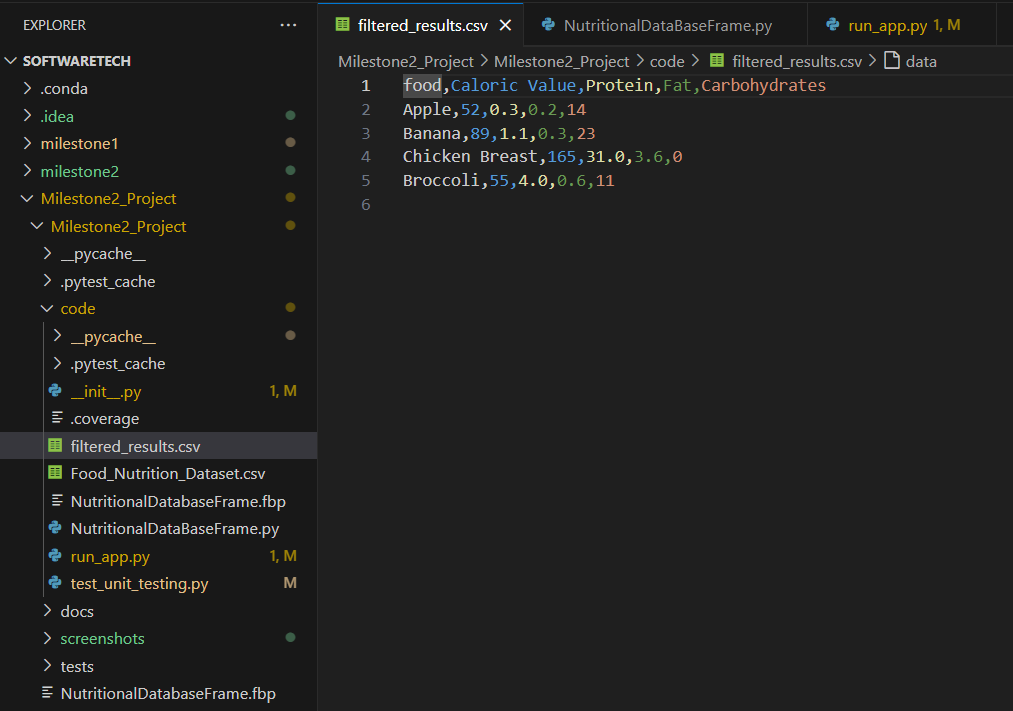 EXPLORER
SOFTWARETECH
.conda
.idea
milestone1
milestone2
Milestone2_Project
Milestone2_Project
__pycache__
.pytest_cache
code
__pycache__
.pytest_cache
__init__.py 1, M
.coverage
filtered_results.csv
Food_Nutrition_Dataset.csv
NutritionalDatabaseFrame.fbp
NutritionalDataBaseFrame.py
run_app.py 1, M
test_unit_testing.py M
docs
screenshots
tests
NutritionalDatabaseFrame.fbp
filtered_results.csv NutritionalDataBaseFrame.py run_app.py 1, M
Milestone2_Project > Milestone2_Project > code > filtered_results.csv > data
1 food,Caloric Value,Protein,Fat,Carbohydrates
2 Apple,52,0.3,0.2,14
3 Banana,89,1.1,0.3,23
4 Chicken Breast,165,31.0,3.6,0
5 Broccoli,55,4.0,0.6,11
6